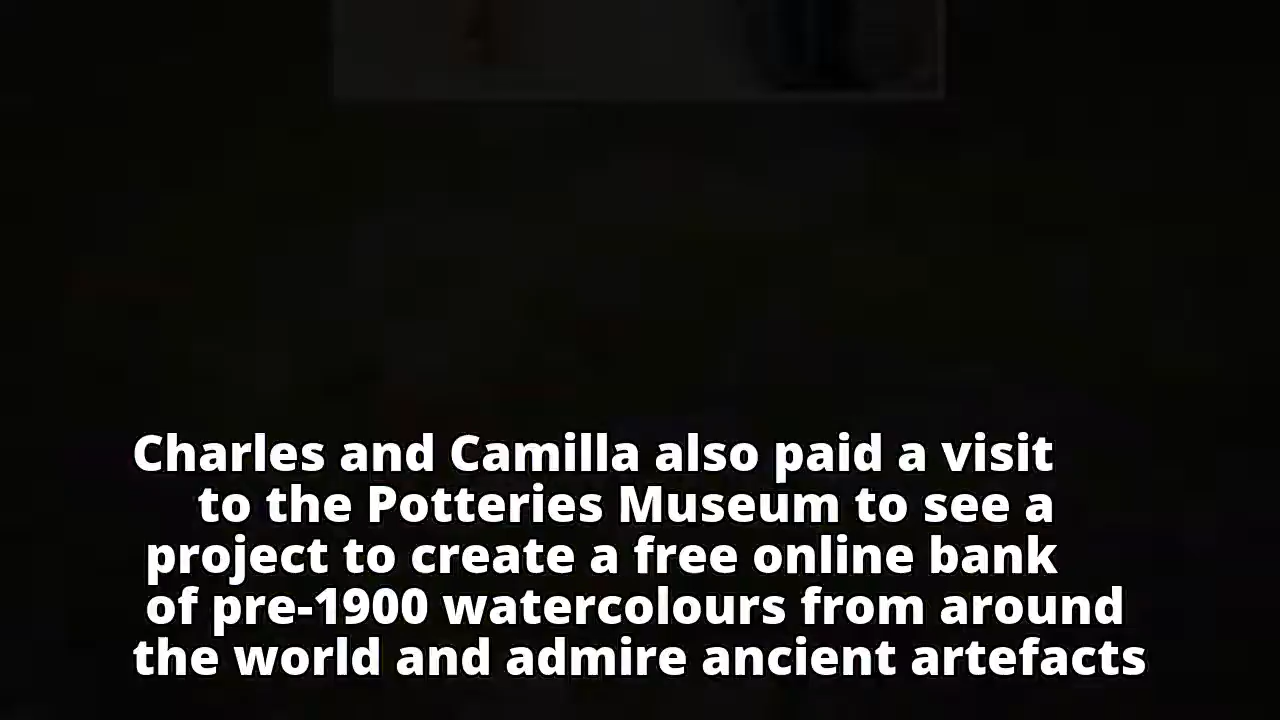 Charles and Camilla also paid a visit
to the Potteries Museum to see a
project to create a free online bank
of pre-1900 watercolours from around
the world and admire ancient artefacts